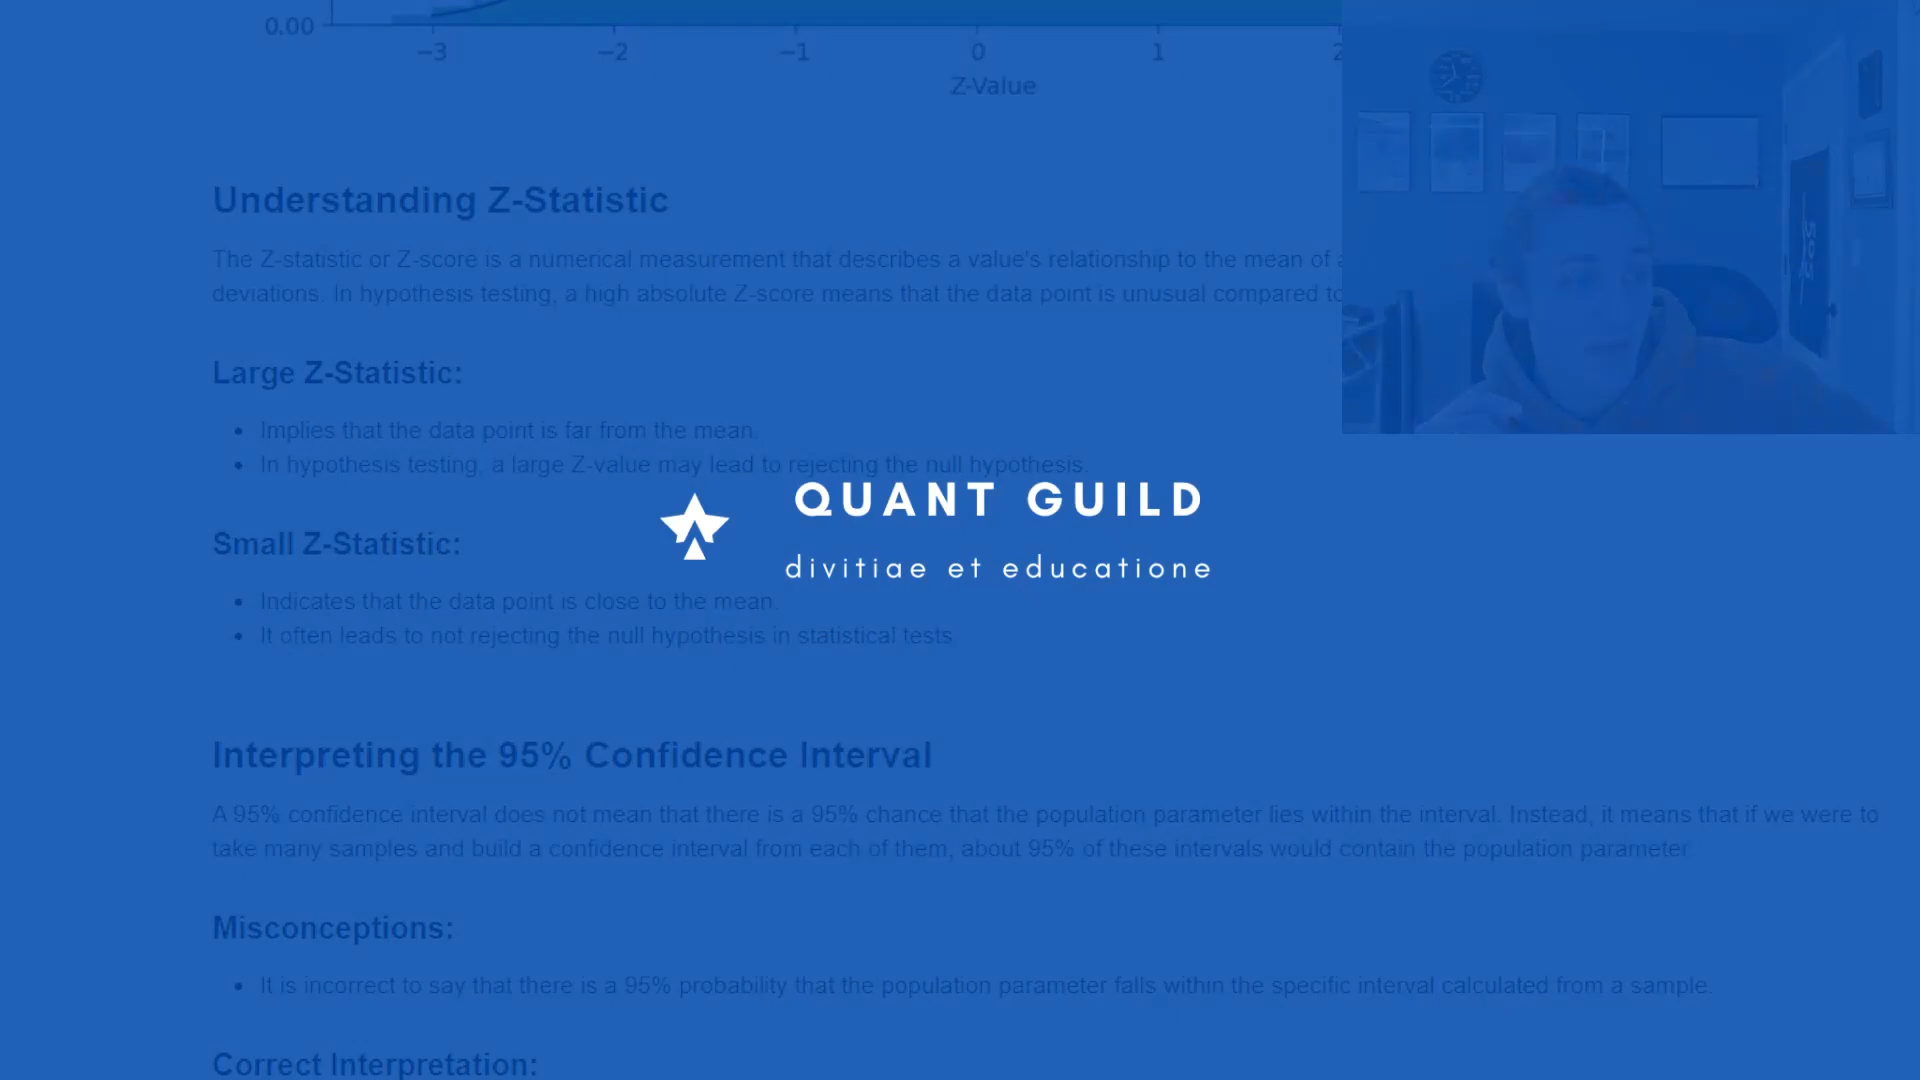 0.00
−3 −2 −1 0 1 2
Z-Value
Understanding Z-Statistic
The Z-statistic or Z-score is a numerical measurement that describes a value's relationship to the mean of
deviations. In hypothesis testing, a high absolute Z-score means that the data point is unusual compared to
Large Z-Statistic:
• Implies that the data point is far from the mean.
• In hypothesis testing, a large Z-value may lead to rejecting the null hypothesis.
QUANT GUILD
divitiae et educatione
Small Z-Statistic:
• Indicates that the data point is close to the mean.
• It often leads to not rejecting the null hypothesis in statistical tests.
Interpreting the 95% Confidence Interval
A 95% confidence interval does not mean that there is a 95% chance that the population parameter lies within the interval. Instead, it means that if we were to
take many samples and build a confidence interval from each of them, about 95% of these intervals would contain the population parameter.
Misconceptions:
• It is incorrect to say that there is a 95% probability that the population parameter falls within the specific interval calculated from a sample.
Correct Interpretation: